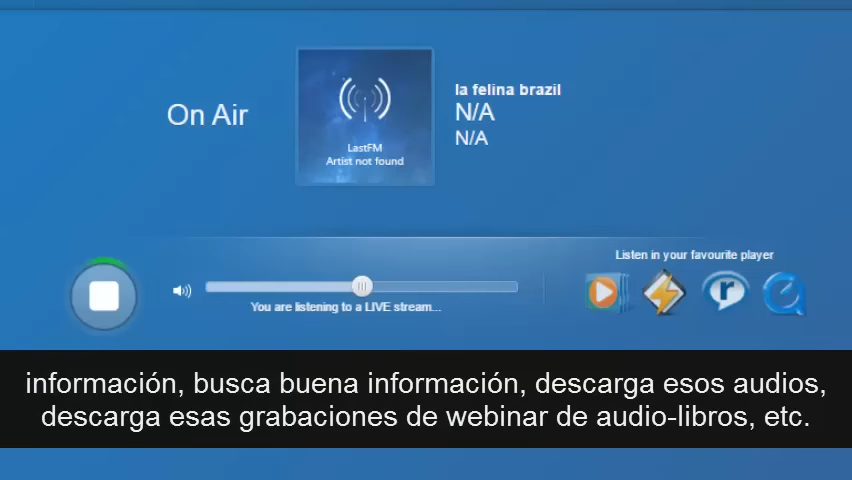 On Air
LastFM
Artist not found
la felina brazil
N/A
N/A
Listen in your favourite player
You are listening to a LIVE stream...
información, busca buena información, descarga esos audios,
descarga esas grabaciones de webinar de audio-libros, etc.